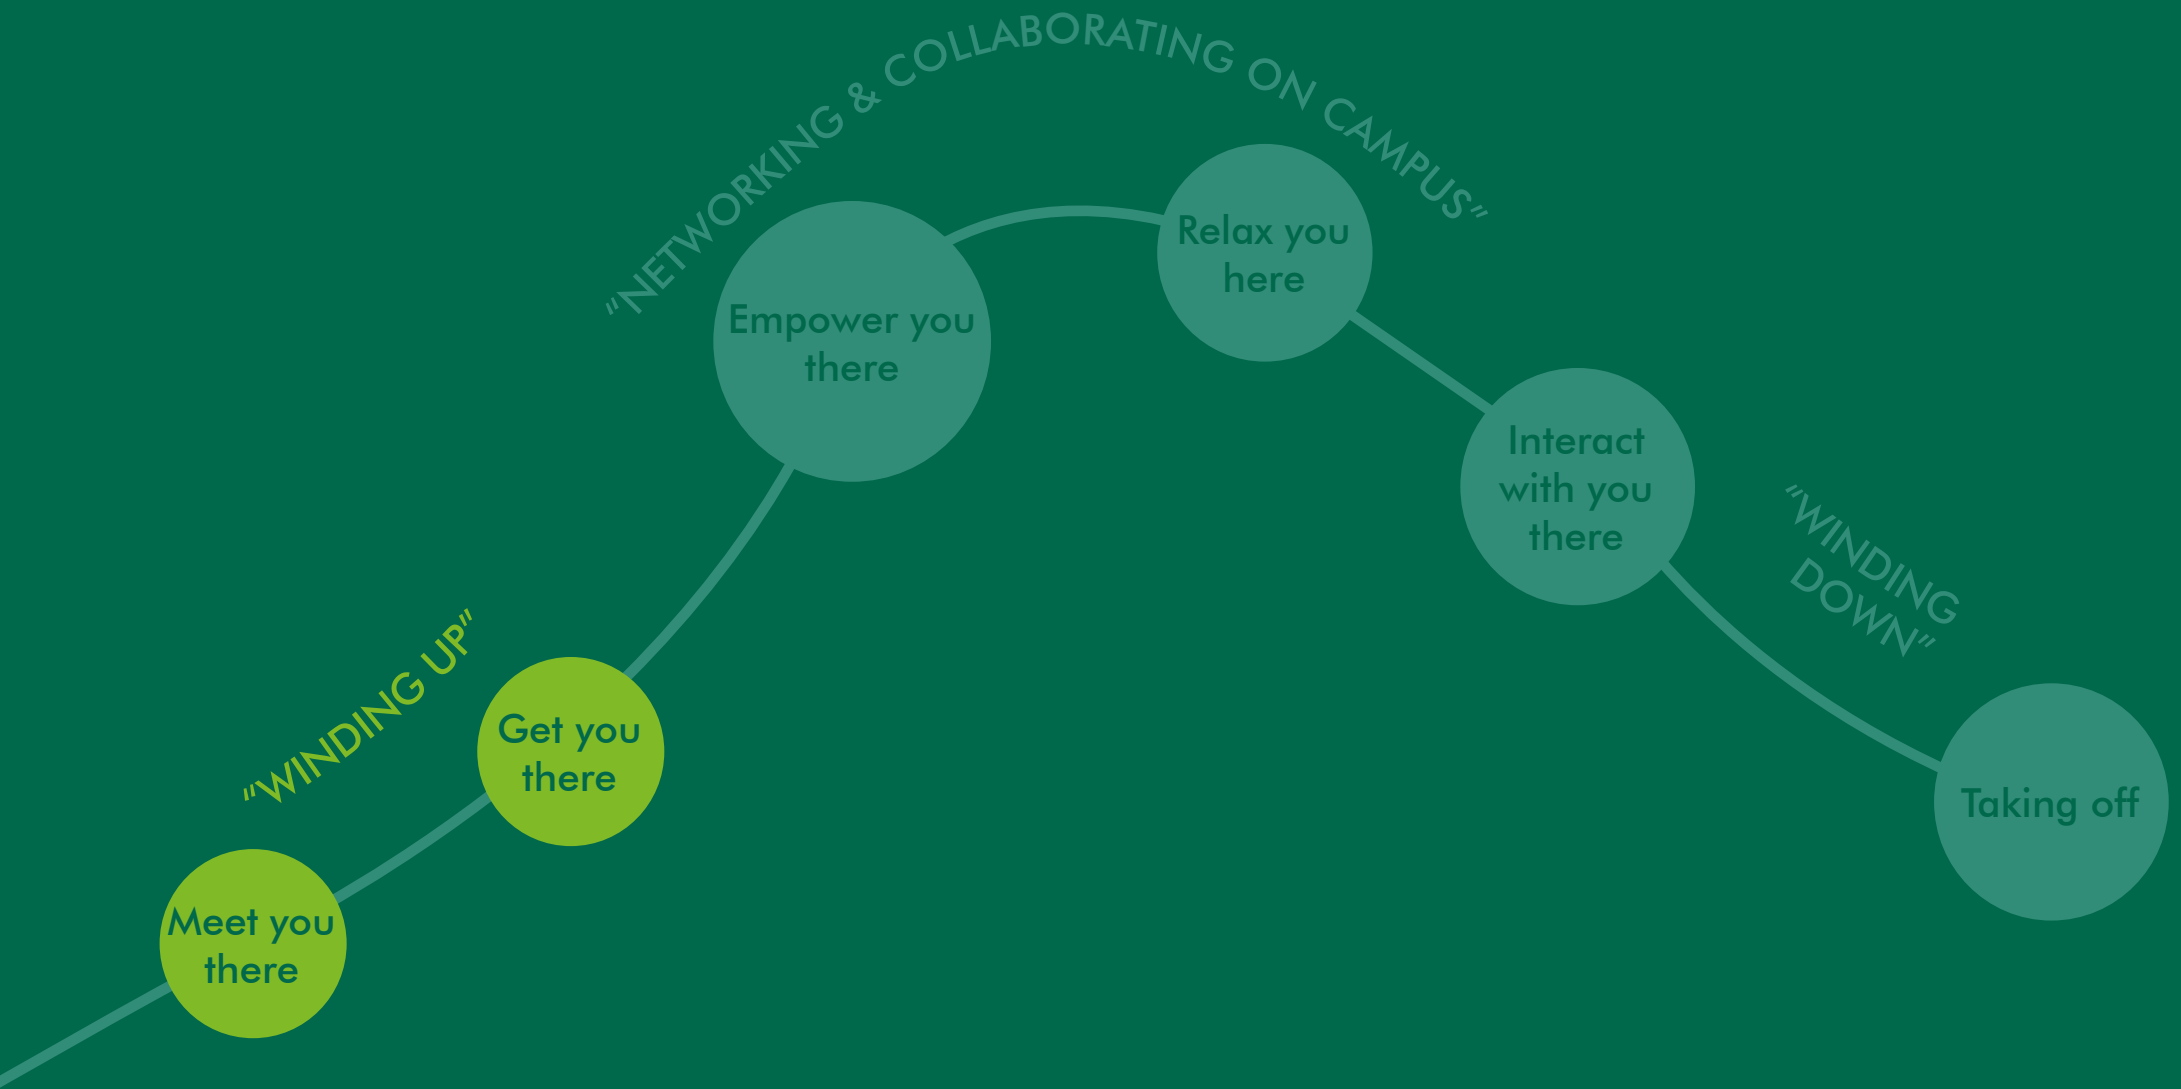 “NETWORKING & COLLABORATING ON CAMPUS”
Relax you
here
Empower you
there
Interact
with you
there
“WINDING
DOWN”
“WINDING UP”
Get you
there
Taking off
Meet you
there